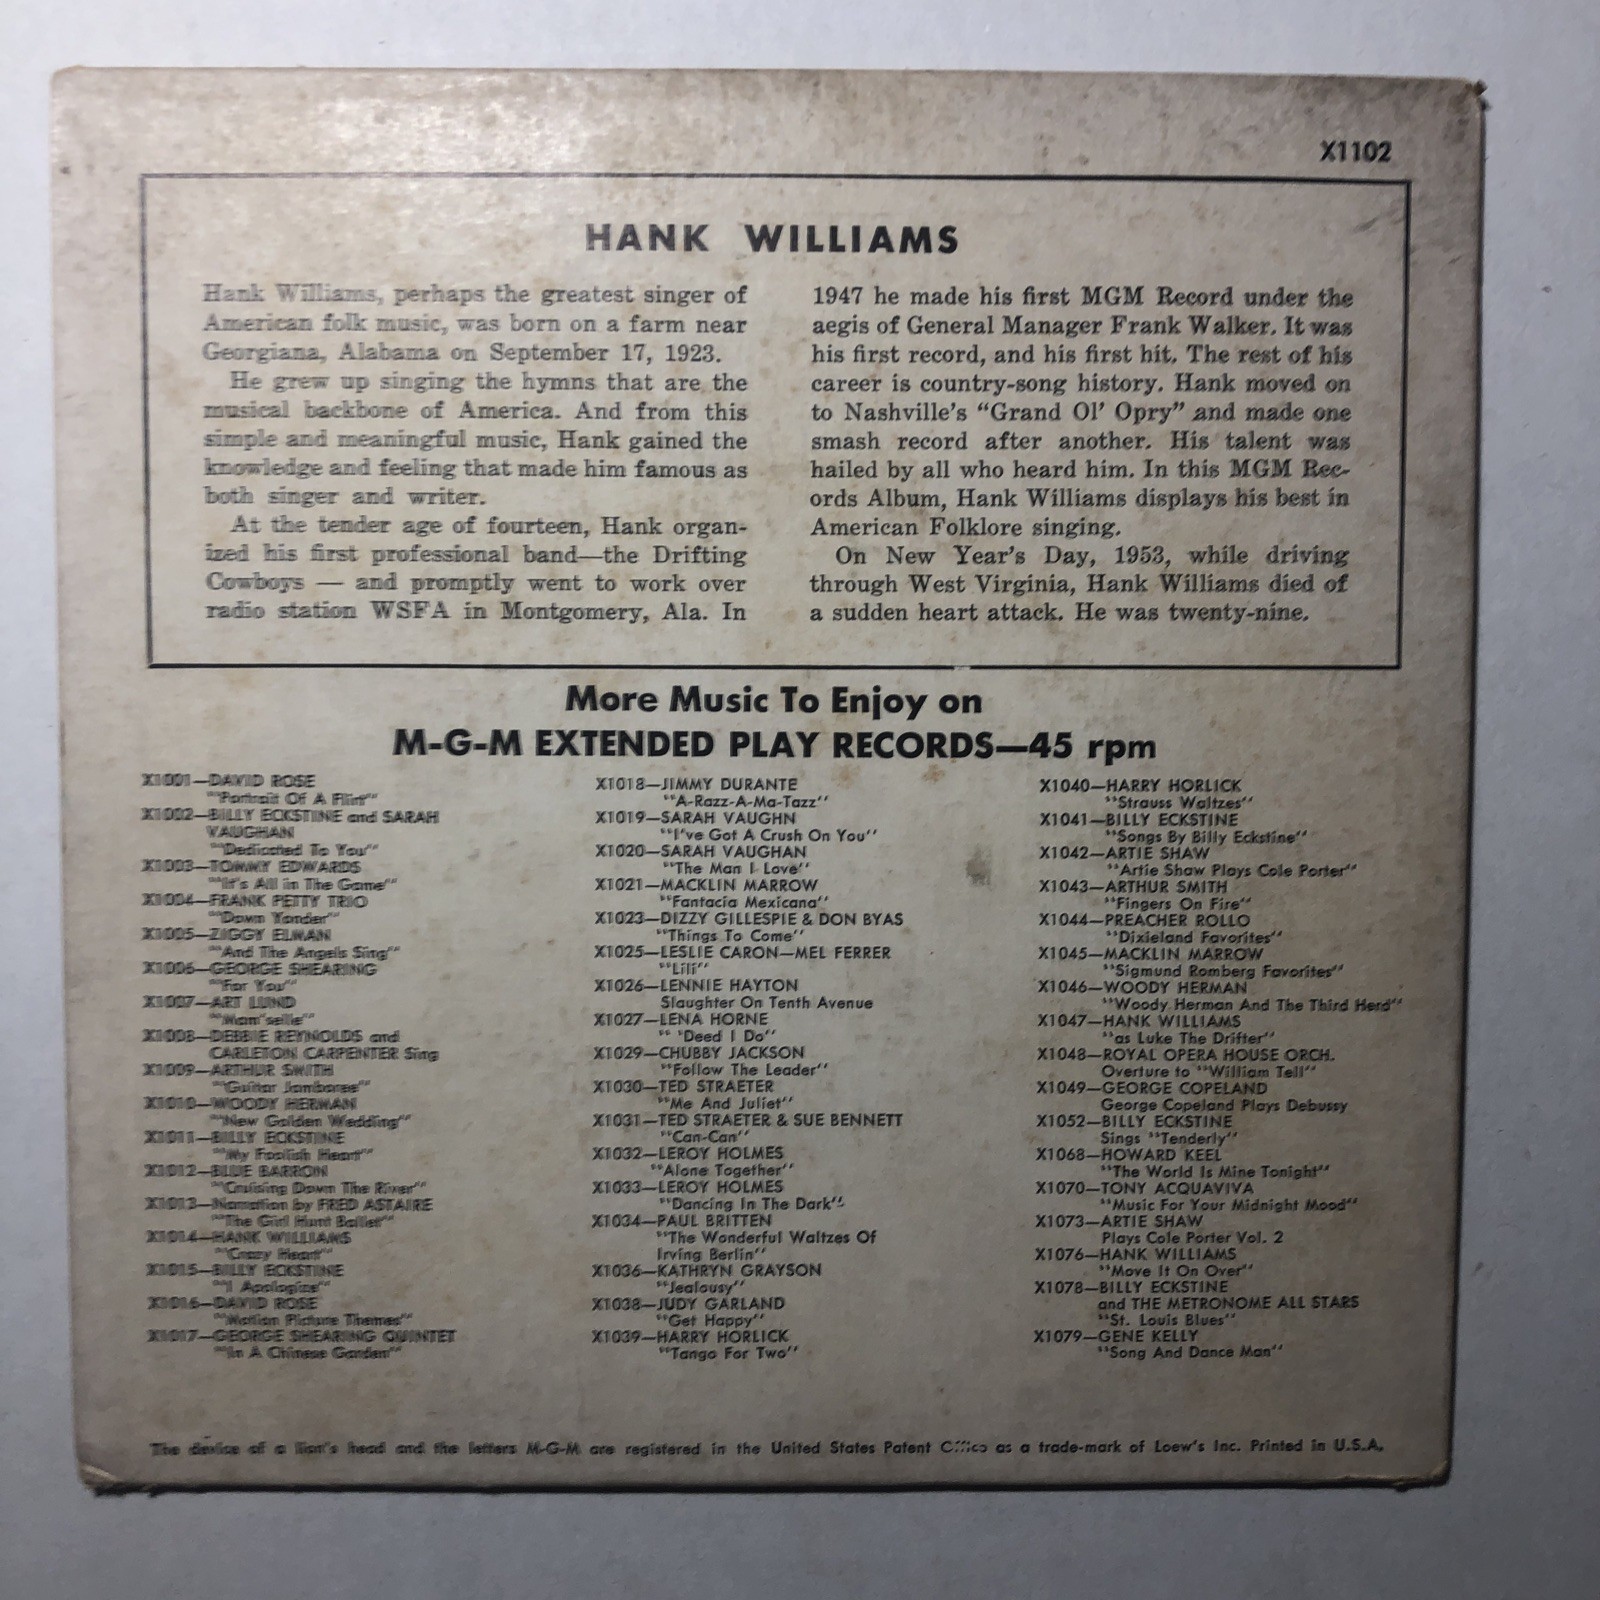 X1102
HANK WILLIAMS
Hank Williams, perhaps the greatest singer of
American folk music, was born on a farm near
Georgiana, Alabama on September 17, 1923.
He grew up singing the hymns that are the
musical backbone of America. And from this
simple and meaningful music, Hank gained the
knowledge and feeling that made him famous as
both singer and writer.
At the tender age of fourteen, Hank organ-
ized his first professional band—the Drifting
Cowboys — and promptly went to work over
radio station WSFA in Montgomery, Ala. In
1947 he made his first MGM Record under the
aegis of General Manager Frank Walker. It was
his first record, and his first hit. The rest of his
career is country-song history. Hank moved on
to Nashville's "Grand Ol' Opry" and made one
smash record after another. His talent was
hailed by all who heard him. In this MGM Rec-
ords Album, Hank Williams displays his best in
American Folklore singing.
On New Year's Day, 1953, while driving
through West Virginia, Hank Williams died of
a sudden heart attack. He was twenty-nine.
More Music To Enjoy on
M-G-M EXTENDED PLAY RECORDS—45 rpm
X1001—DAVID ROSE
"Portrait Of A Flirt"
X1002—BILLY ECKSTINE and SARAH
VAUGHAN
"Dedicated To You"
X1003—TOMMY EDWARDS
"It's All in The Game"
X1004—FRANK PETTY TRIO
"Down Yonder"
X1005—ZIGGY ELMAN
"And The Angels Sing"
X1006—GEORGE SHEARING
"For You"
X1007—ART LUND
"Mam'selle"
X1008—DEBBIE REYNOLDS and
CARLETON CARPENTER Sing
X1009—ARTHUR SMITH
"Guitar Jamboree"
X1010—WOODY HERMAN
"New Golden Wedding"
X1011—BILLY ECKSTINE
"My Foolish Heart"
X1012—BLUE BARRON
"Cruising Down The River"
X1013—Narration by FRED ASTAIRE
"The Girl Hunt Ballet"
X1014—HANK WILLIAMS
"Crazy Heart"
X1015—BILLY ECKSTINE
"I Apologize"
X1016—DAVID ROSE
"Motion Picture Themes"
X1017—GEORGE SHEARING QUINTET
"In A Chinese Garden"
X1018—JIMMY DURANTE
"A-Razz-A-Ma-Tazz"
X1019—SARAH VAUGHN
"I've Got A Crush On You"
X1020—SARAH VAUGHAN
"The Man I Love"
X1021—MACKLIN MARROW
"Fantacia Mexicana"
X1023—DIZZY GILLESPIE & DON BYAS
"Things To Come"
X1025—LESLIE CARON—MEL FERRER
"Lili"
X1026—LENNIE HAYTON
Slaughter On Tenth Avenue
X1027—LENA HORNE
" 'Deed I Do"
X1029—CHUBBY JACKSON
"Follow The Leader"
X1030—TED STRAETER
"Me And Juliet"
X1031—TED STRAETER & SUE BENNETT
"Can-Can"
X1032—LEROY HOLMES
"Alone Together"
X1033—LEROY HOLMES
"Dancing In The Dark"
X1034—PAUL BRITTEN
"The Wonderful Waltzes Of
Irving Berlin"
X1036—KATHRYN GRAYSON
"Jealousy"
X1038—JUDY GARLAND
"Get Happy"
X1039—HARRY HORLICK
"Tango For Two"
X1040—HARRY HORLICK
"Strauss Waltzes"
X1041—BILLY ECKSTINE
"Songs By Billy Eckstine"
X1042—ARTIE SHAW
"Artie Shaw Plays Cole Porter"
X1043—ARTHUR SMITH
"Fingers On Fire"
X1044—PREACHER ROLLO
"Dixieland Favorites"
X1045—MACKLIN MARROW
"Sigmund Romberg Favorites"
X1046—WOODY HERMAN
"Woody Herman And The Third Herd"
X1047—HANK WILLIAMS
"as Luke The Drifter"
X1048—ROYAL OPERA HOUSE ORCH.
Overture to "William Tell"
X1049—GEORGE COPELAND
George Copeland Plays Debussy
X1052—BILLY ECKSTINE
Sings "Tenderly"
X1068—HOWARD KEEL
"The World Is Mine Tonight"
X1070—TONY ACQUAVIVA
"Music For Your Midnight Mood"
X1073—ARTIE SHAW
Plays Cole Porter Vol. 2
X1076—HANK WILLIAMS
"Move It On Over"
X1078—BILLY ECKSTINE
and THE METRONOME ALL STARS
"St. Louis Blues"
X1079—GENE KELLY
"Song And Dance Man"
The device of a lion's head and the letters M-G-M are registered in the United States Patent Office as a trade-mark of Loew's Inc. Printed in U.S.A.